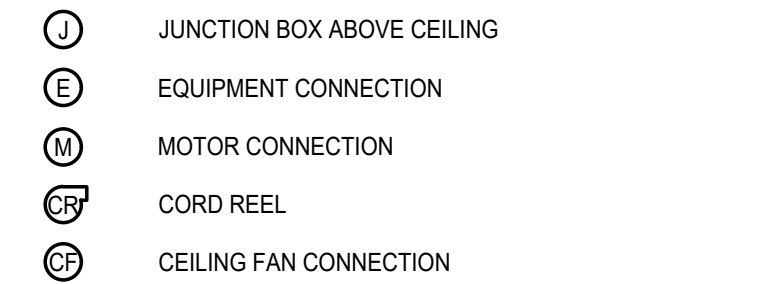 J JUNCTION BOX ABOVE CEILING
E EQUIPMENT CONNECTION
M MOTOR CONNECTION
CR CORD REEL
CF CEILING FAN CONNECTION